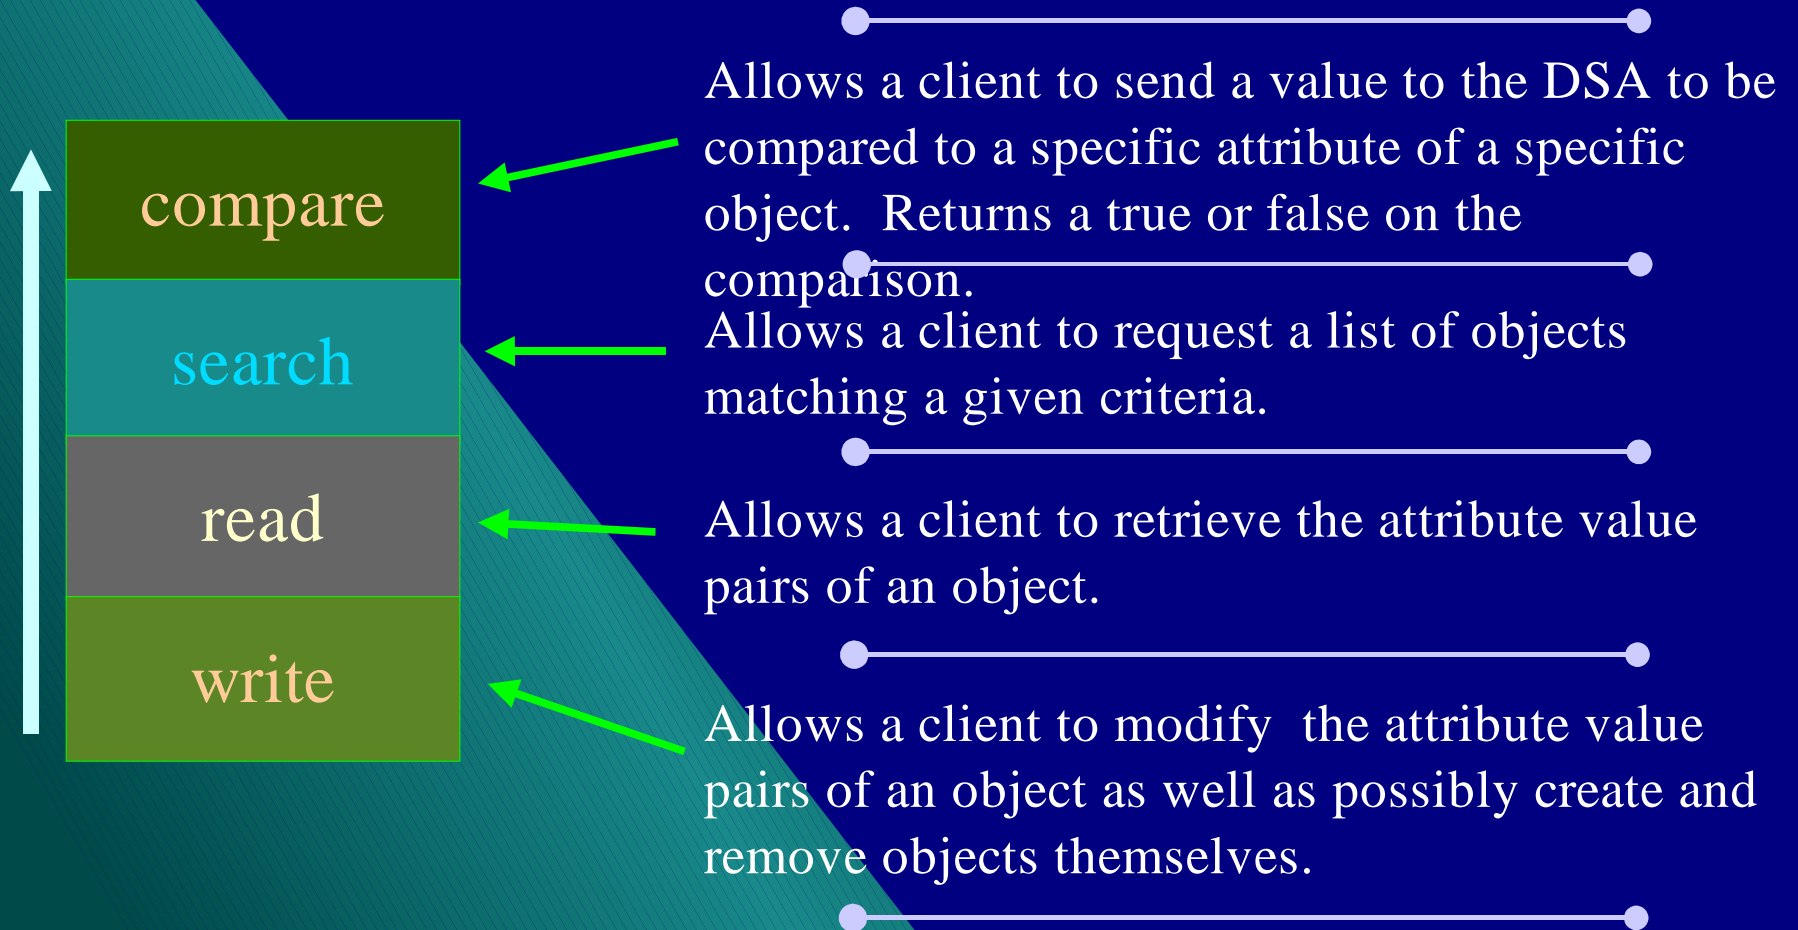 compare
Allows a client to send a value to the DSA to be
compared to a specific attribute of a specific
object.  Returns a true or false on the
comparison.
search
Allows a client to request a list of objects
matching a given criteria.
read
Allows a client to retrieve the attribute value
pairs of an object.
write
Allows a client to modify  the attribute value
pairs of an object as well as possibly create and
remove objects themselves.